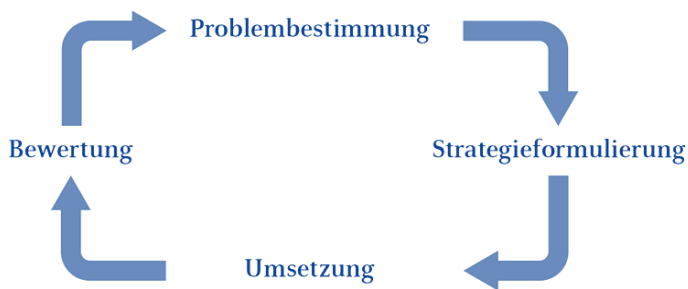 Problembestimmung
Bewertung
Strategieformulierung
Umsetzung